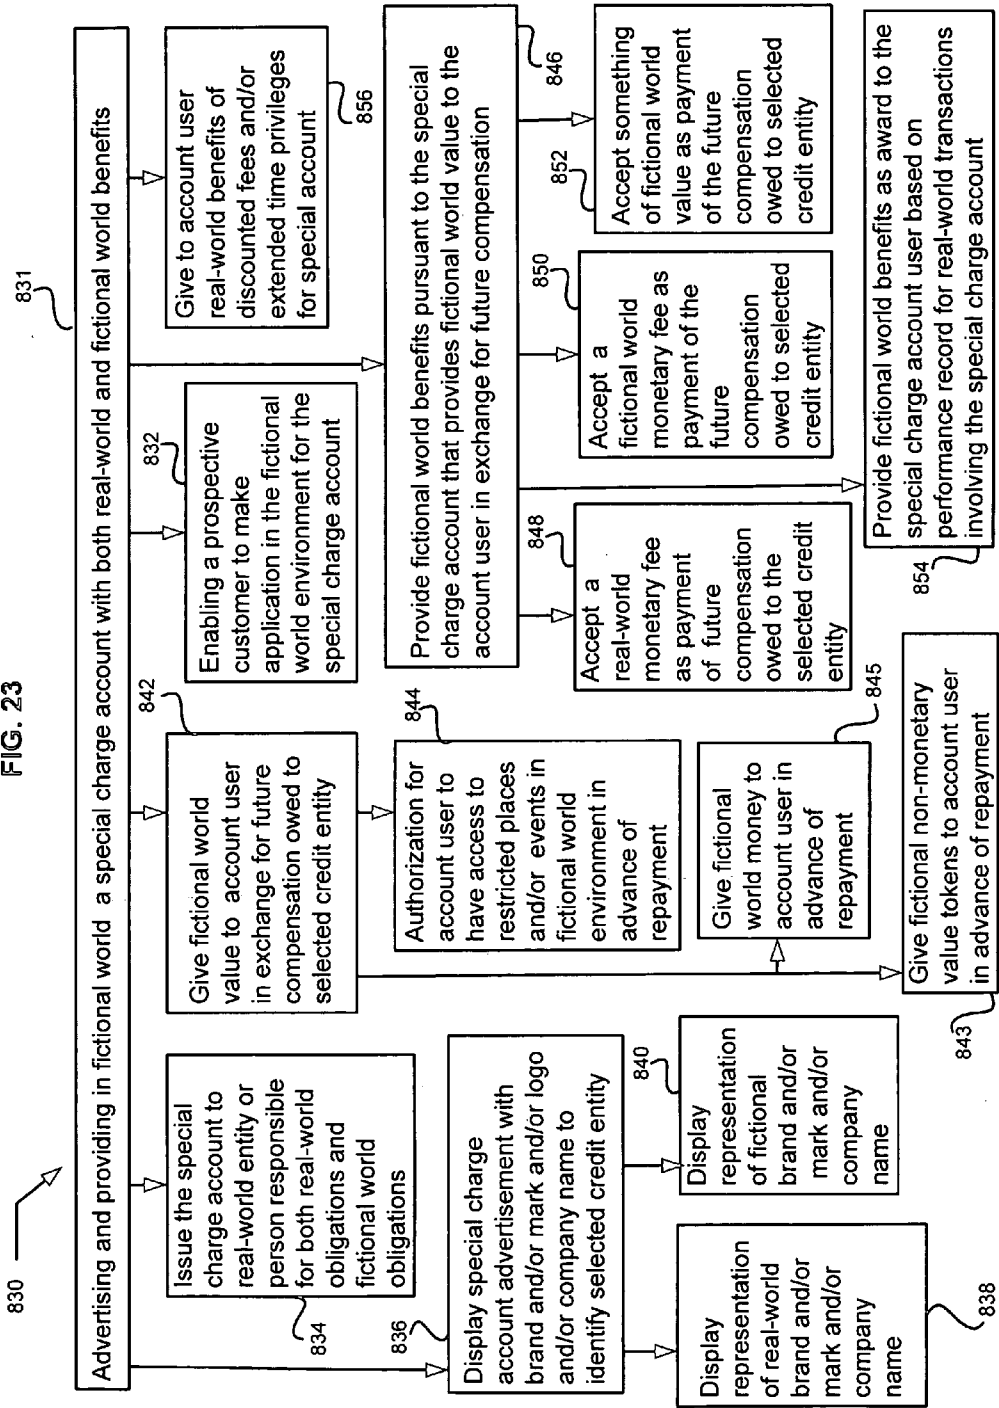 FIG. 23
830
831
Advertising and providing in fictional world a special charge account with both real-world and fictional world benefits
Issue the special
charge account to
real-world entity or
person responsible
for both real-world
obligations and
fictional world
obligations
834
Give fictional world
value to account user
in exchange for future
compensation owed to
selected credit entity
842
Enabling a prospective
customer to make
application in the fictional
world environment for the
special charge account
832
Give to account user
real-world benefits of
discounted fees and/or
extended time privileges
for special account
856
836
Display special charge
account advertisement with
brand and/or mark and/or logo
and/or company name to
identify selected credit entity
Authorization for
account user to
have access to
restricted places
and/or events in
fictional world
environment in
advance of
repayment
844
Provide fictional world benefits pursuant to the special
charge account that provides fictional world value to the
account user in exchange for future compensation
846
Display
representation
of real-world
brand and/or
mark and/or
company
name
838
Display
representation
of fictional
brand and/or
mark and/or
company
name
840
Give fictional
world money to
account user in
advance of
repayment
845
Give fictional non-monetary
value tokens to account user
in advance of repayment
843
Accept a
real-world
monetary fee
as payment
of future
compensation
owed to the
selected credit
entity
848
Accept a
fictional world
monetary fee as
payment of the
future
compensation
owed to selected
credit entity
850
Accept something
of fictional world
value as payment
of the future
compensation
owed to selected
credit entity
852
Provide fictional world benefits as award to the
special charge account user based on
performance record for real-world transactions
involving the special charge account
854